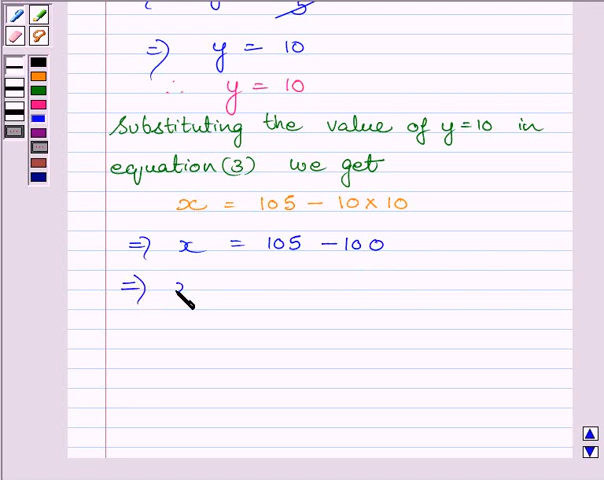 ⇒ y = 10
∴ y = 10
Substituting the value of y=10 in
equation (3) we get
x = 105 - 10 × 10
⇒ x = 105 - 100
⇒